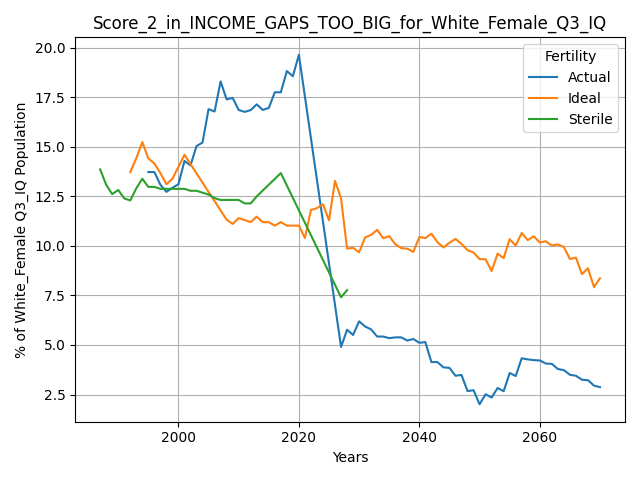 Score_2_in_INCOME_GAPS_TOO_BIG_for_White_Female_Q3_IQ
Fertility
Actual
Ideal
Sterile
% of White_Female Q3_IQ Population
20.0
17.5
15.0
12.5
10.0
7.5
5.0
2.5
2000
2020
2040
2060
Years